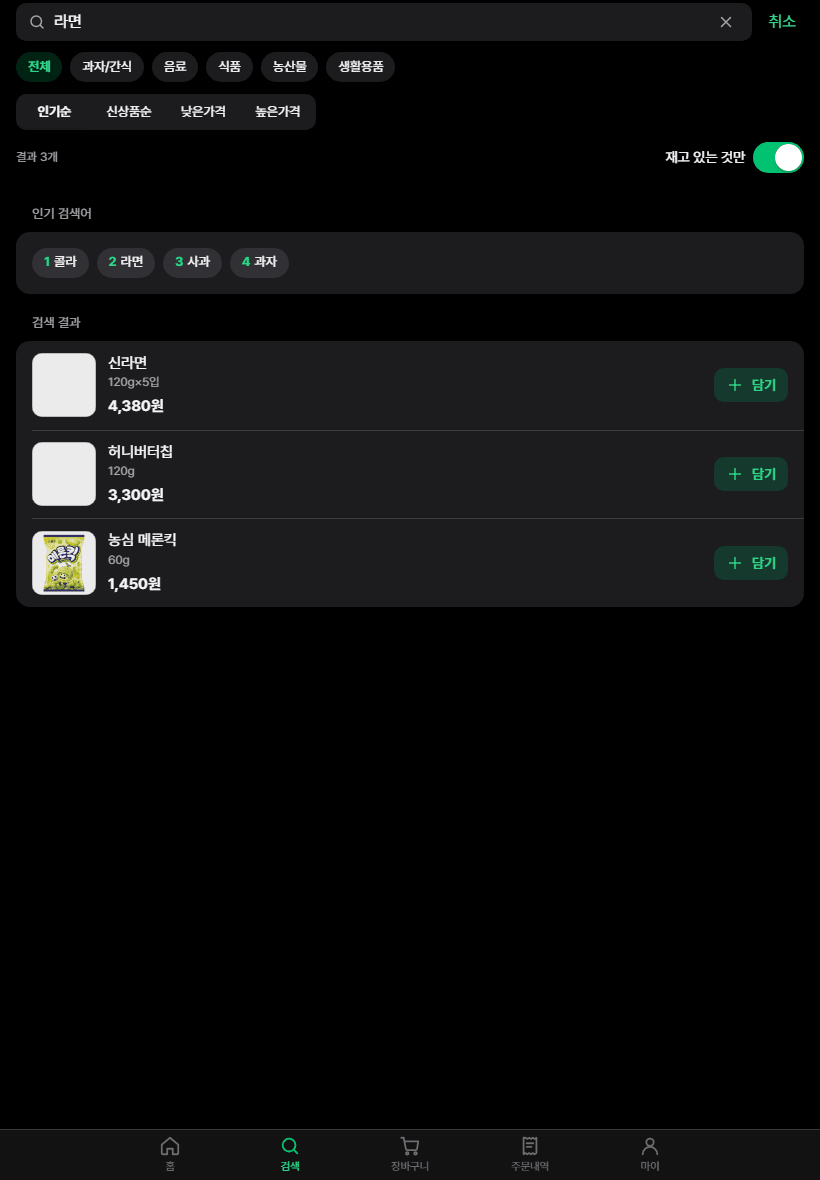 라면
취소
전체 과자/간식 음료 식품 농산물 생활용품
인기순 신상품순 낮은가격 높은가격
결과 3개
재고 있는 것만
인기 검색어
1 콜라 2 라면 3 사과 4 과자
검색 결과
신라면
120g×5입
4,380원
담기
허니버터칩
120g
3,300원
담기
메론킥
농심 메론킥
60g
1,450원
담기
홈 검색 장바구니 주문내역 마이